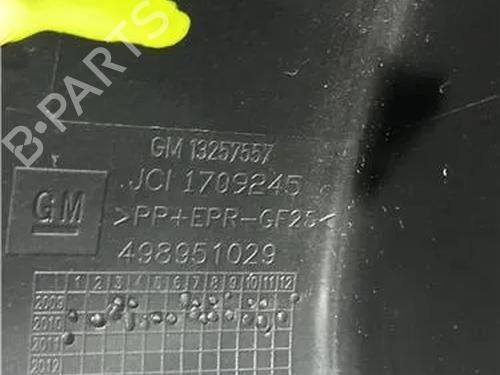 B-PARTS
GM 13257557
JCI 1709245
GM
>PP+EPR-GF25<
498951029
1 2 3 4 5 6 7 8 9 10 11 12
2009
2010
2011
2012